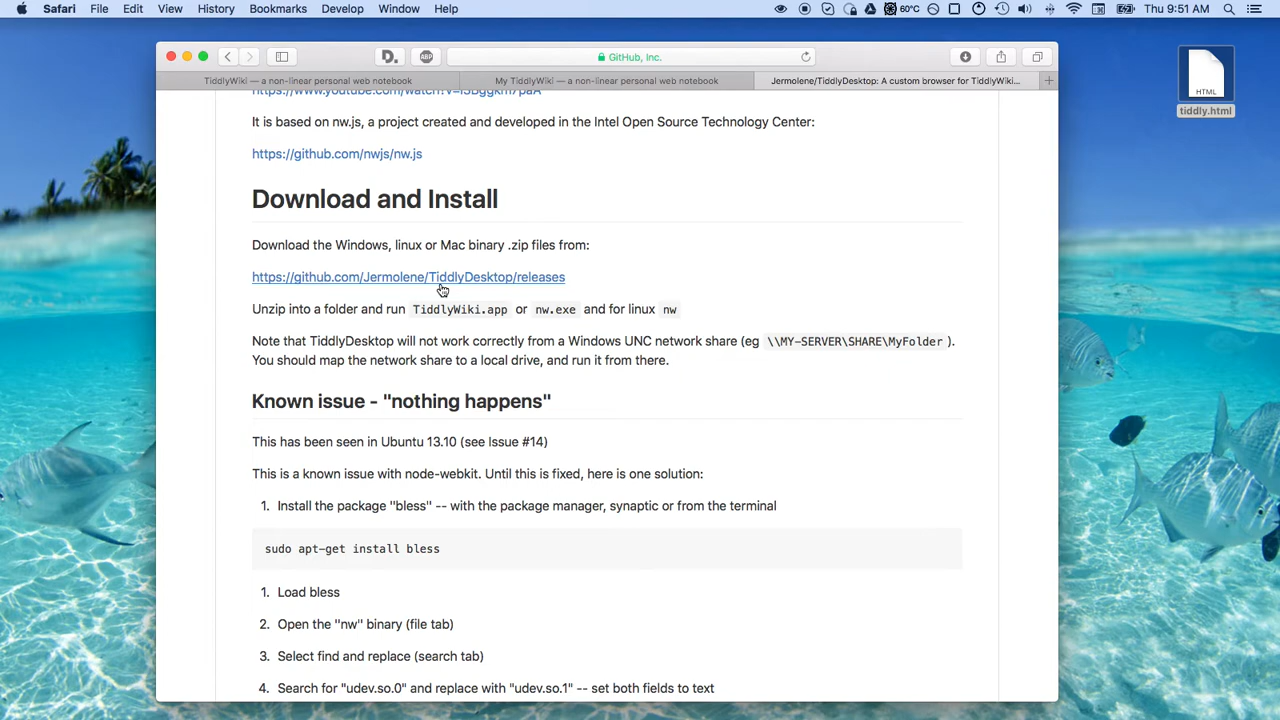 Safari File Edit View History Bookmarks Develop Window Help
60°C Thu 9:51 AM
D. ABP GitHub, Inc.
TiddlyWiki — a non-linear personal web notebook
My TiddlyWiki — a non-linear personal web notebook
Jermolene/TiddlyDesktop: A custom browser for TiddlyWiki...
HTML
tiddly.html
It is based on nw.js, a project created and developed in the Intel Open Source Technology Center:
https://github.com/nwjs/nw.js
Download and Install
Download the Windows, linux or Mac binary .zip files from:
https://github.com/Jermolene/TiddlyDesktop/releases
Unzip into a folder and run TiddlyWiki.app or nw.exe and for linux nw
Note that TiddlyDesktop will not work correctly from a Windows UNC network share (eg \\MY-SERVER\SHARE\MyFolder ).
You should map the network share to a local drive, and run it from there.
Known issue - "nothing happens"
This has been seen in Ubuntu 13.10 (see Issue #14)
This is a known issue with node-webkit. Until this is fixed, here is one solution:
1. Install the package "bless" -- with the package manager, synaptic or from the terminal
sudo apt-get install bless
1. Load bless
2. Open the "nw" binary (file tab)
3. Select find and replace (search tab)
4. Search for "udev.so.0" and replace with "udev.so.1" -- set both fields to text